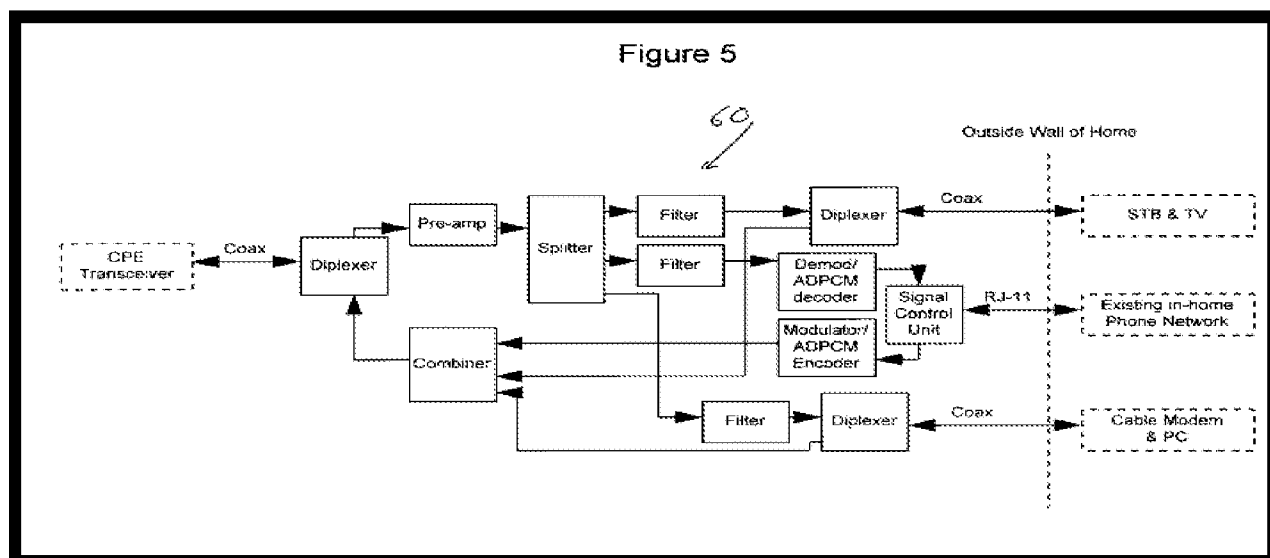 Figure 5
60
Outside Wall of Home
CPE
Transceiver
Coax
Diplexer
Pre-amp
Splitter
Filter
Filter
Diplexer
Coax
STB & TV
Demod/
ADPCM
decoder
Signal
Control
Unit
RJ-11
Existing in-home
Phone Network
Modulator/
ADPCM
Encoder
Combiner
Filter
Diplexer
Coax
Cable Modem
& PC